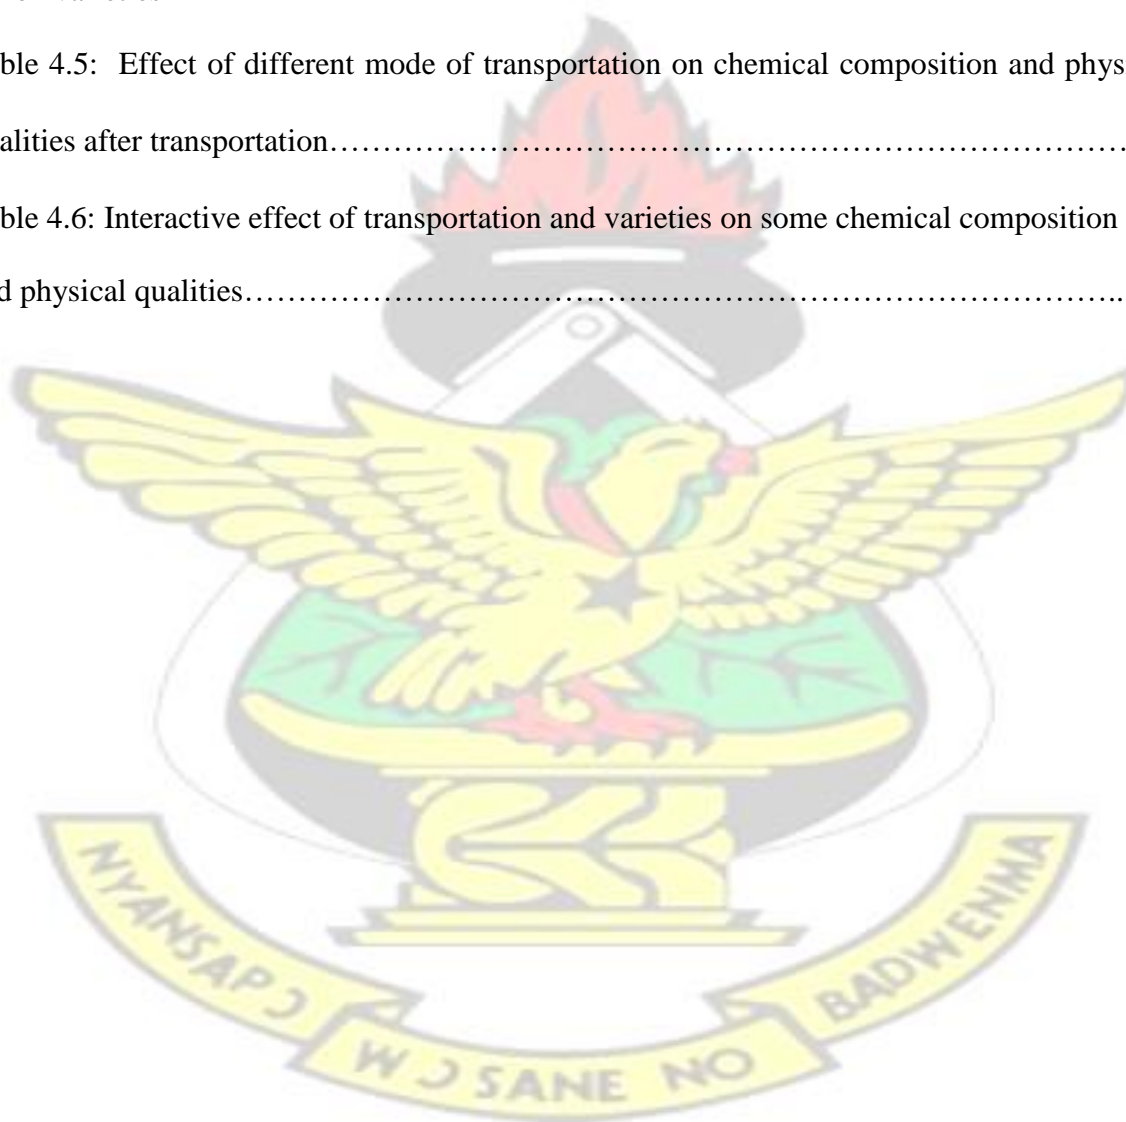 ble 4.5: Effect of different mode of transportation on chemical composition and phys
alities after transportation……………………………………………………………….
ble 4.6: Interactive effect of transportation and varieties on some chemical composition
d physical qualities……………………………………………………………………..
NYANSAPƆ
WƆSANE NO
BADWENMA